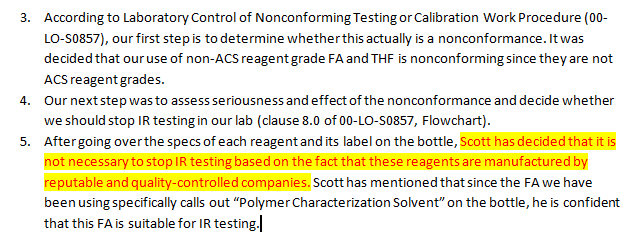 3. According to Laboratory Control of Nonconforming Testing or Calibration Work Procedure (00-
LO-S0857), our first step is to determine whether this actually is a nonconformance. It was
decided that our use of non-ACS reagent grade FA and THF is nonconforming since they are not
ACS reagent grades.
4. Our next step was to assess seriousness and effect of the nonconformance and decide whether
we should stop IR testing in our lab (clause 8.0 of 00-LO-S0857, Flowchart).
5. After going over the specs of each reagent and its label on the bottle, Scott has decided that it is
not necessary to stop IR testing based on the fact that these reagents are manufactured by
reputable and quality-controlled companies. Scott has mentioned that since the FA we have
been using specifically calls out “Polymer Characterization Solvent” on the bottle, he is confident
that this FA is suitable for IR testing.